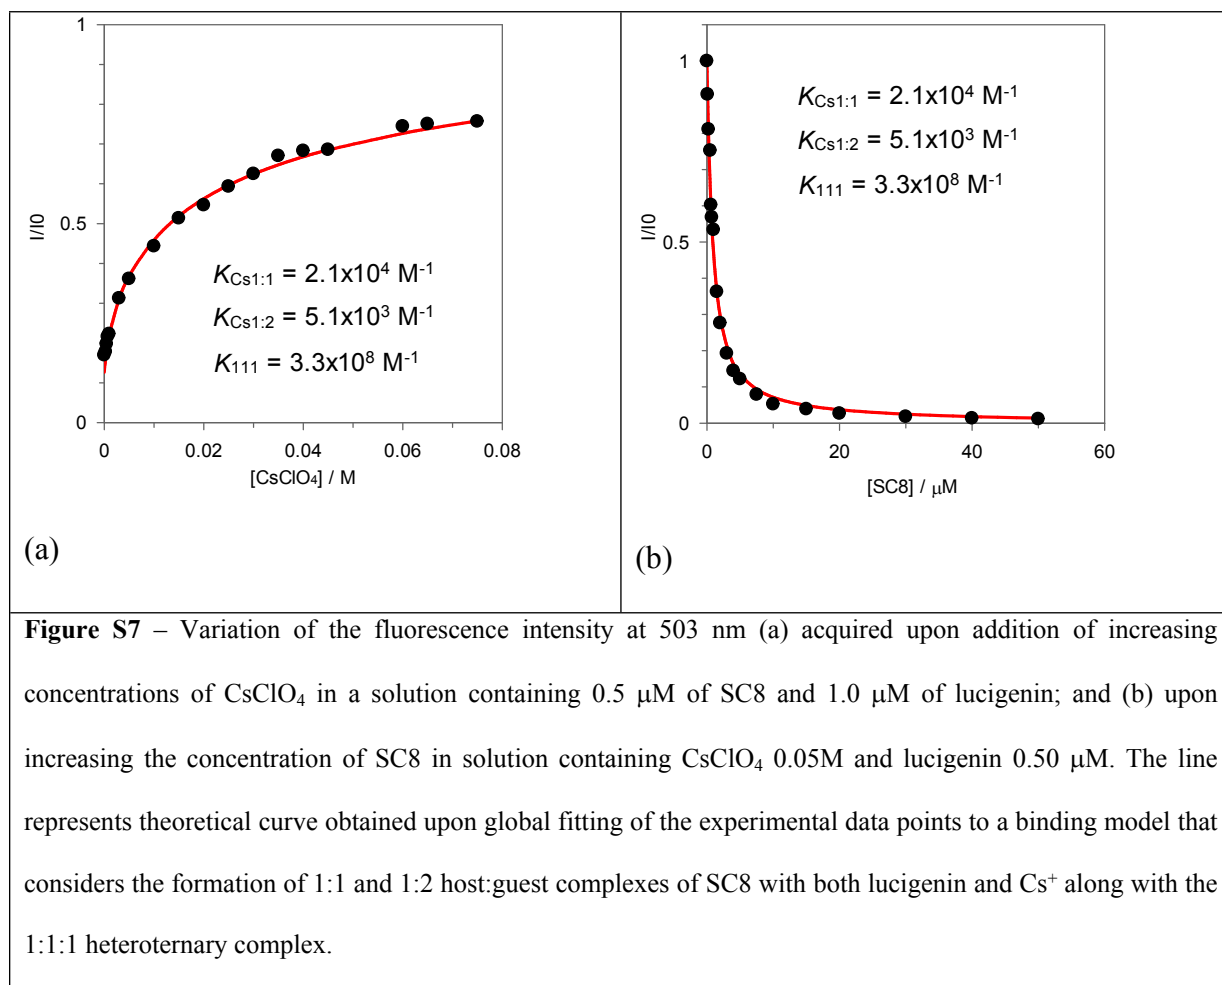 1
0.5
0
I/I0
K_Cs1:1 = 2.1x10⁴ M⁻¹
K_Cs1:2 = 5.1x10³ M⁻¹
K₁₁₁ = 3.3x10⁸ M⁻¹
0 0.02 0.04 0.06 0.08
[CsClO₄] / M
(a)
1
0.5
0
I/I0
K_Cs1:1 = 2.1x10⁴ M⁻¹
K_Cs1:2 = 5.1x10³ M⁻¹
K₁₁₁ = 3.3x10⁸ M⁻¹
0 20 40 60
[SC8] / μM
(b)
Figure S7 – Variation of the fluorescence intensity at 503 nm (a) acquired upon addition of increasing
concentrations of CsClO₄ in a solution containing 0.5 μM of SC8 and 1.0 μM of lucigenin; and (b) upon
increasing the concentration of SC8 in solution containing CsClO₄ 0.05M and lucigenin 0.50 μM. The line
represents theoretical curve obtained upon global fitting of the experimental data points to a binding model that
considers the formation of 1:1 and 1:2 host:guest complexes of SC8 with both lucigenin and Cs⁺ along with the
1:1:1 heteroternary complex.